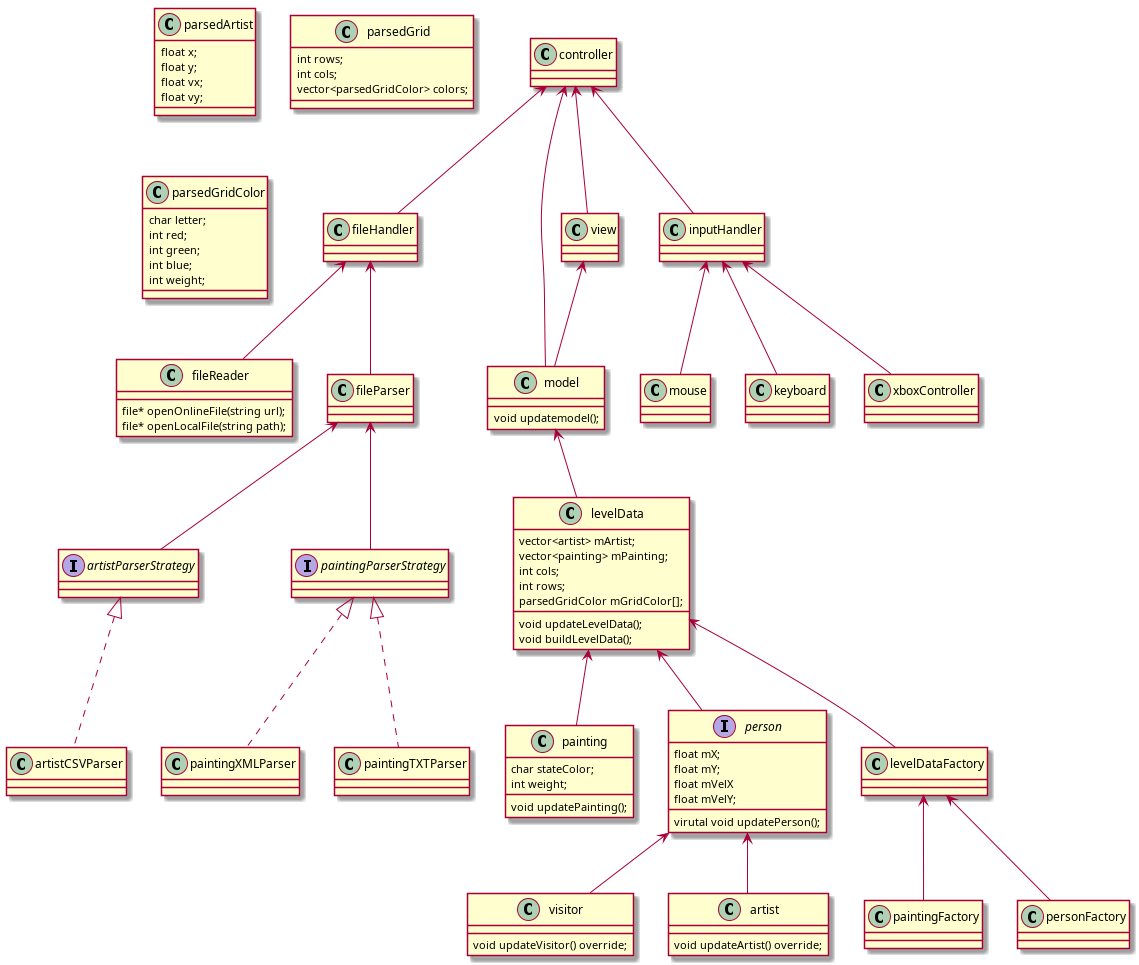 C parsedArtist
float x;
float y;
float vx;
float vy;
C parsedGrid
int rows;
int cols;
vector<parsedGridColor> colors;
C controller
C parsedGridColor
char letter;
int red;
int green;
int blue;
int weight;
C fileHandler
C view
C inputHandler
C fileReader
file* openOnlineFile(string url);
file* openLocalFile(string path);
C fileParser
C model
void updatemodel();
C mouse
C keyboard
C xboxController
I artistParserStrategy
I paintingParserStrategy
C levelData
vector<artist> mArtist;
vector<painting> mPainting;
int cols;
int rows;
parsedGridColor mGridColor[];
void updateLevelData();
void buildLevelData();
C artistCSVParser
C paintingXMLParser
C paintingTXTParser
C painting
char stateColor;
int weight;
void updatePainting();
I person
float mX;
float mY;
float mVelX
float mVelY;
virutal void updatePerson();
C levelDataFactory
C visitor
void updateVisitor() override;
C artist
void updateArtist() override;
C paintingFactory
C personFactory